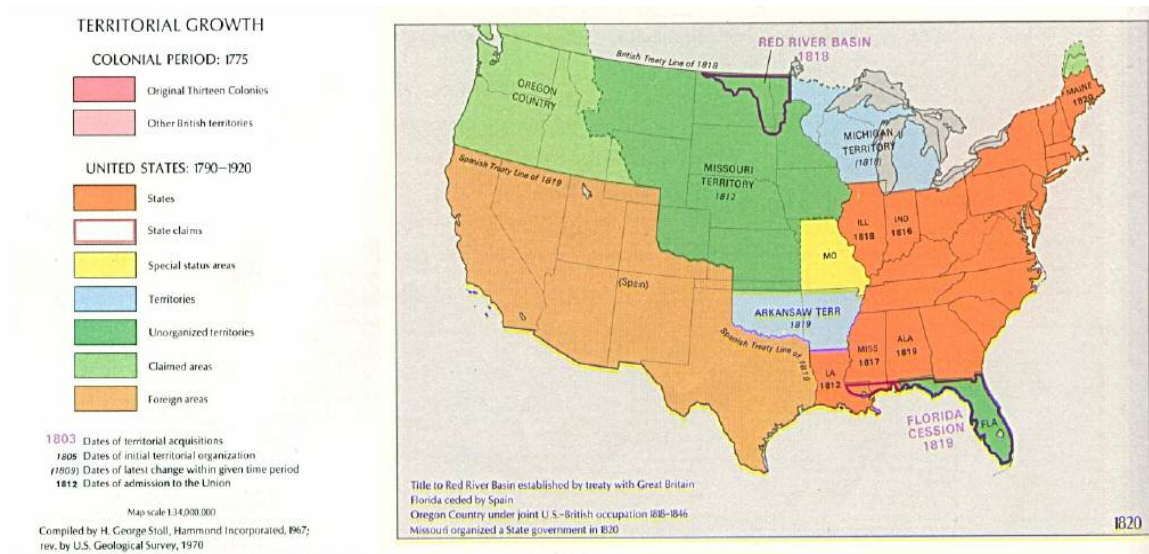 TERRITORIAL GROWTH
COLONIAL PERIOD: 1775
Original Thirteen Colonies
Other British territories
UNITED STATES: 1790–1920
States
State claims
Special status areas
Territories
Unorganized territories
Claimed areas
Foreign areas
1803 Dates of territorial acquisitions
1805 Dates of initial territorial organization
(1809) Dates of latest change within given time period
1812 Dates of admission to the Union
Map scale 1:34,000,000
Compiled by H. George Stoll, Hammond Incorporated, 1967;
rev. by U.S. Geological Survey, 1970
RED RIVER BASIN
1818
British Treaty Line of 1818
OREGON
COUNTRY
MAINE
1820
MICHIGAN
TERRITORY
(1818)
Spanish Treaty Line of 1819
MISSOURI
TERRITORY
1812
ILL
1818
IND
1816
MO
(Spain)
ARKANSAW TERR
1819
Spanish Treaty Line of 1819
MISS
1817
ALA
1819
LA
1812
FLORIDA
CESSION
1819
FLA
Title to Red River Basin established by treaty with Great Britain
Florida ceded by Spain
Oregon Country under joint U.S.-British occupation 1818-1846
Missouri organized a State government in 1820
1820